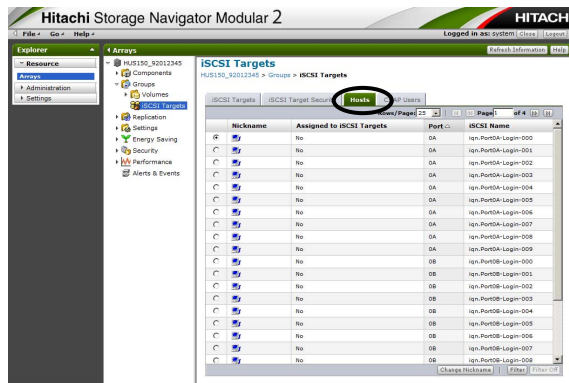 Hitachi Storage Navigator Modular 2
HITACHI
File Go Help
Logged in as: system Close Logout
Explorer
Arrays
Refresh Information Help
Resource
Arrays
Administration
Settings
HUS150_92012345
Components
Groups
Volumes
iSCSI Targets
Replication
Settings
Energy Saving
Security
Performance
Alerts & Events
iSCSI Targets
HUS150_92012345 > Groups > iSCSI Targets
iSCSI Targets iSCSI Target Securi Hosts AP Users
Rows/Page: 25 Page 1 of 4
Nickname Assigned to iSCSI Targets Port iSCSI Name
No 0A iqn.Port0A-Login-000
No 0A iqn.Port0A-Login-001
No 0A iqn.Port0A-Login-002
No 0A iqn.Port0A-Login-003
No 0A iqn.Port0A-Login-004
No 0A iqn.Port0A-Login-005
No 0A iqn.Port0A-Login-006
No 0A iqn.Port0A-Login-007
No 0A iqn.Port0A-Login-008
No 0A iqn.Port0A-Login-009
No 0B iqn.Port0B-Login-000
No 0B iqn.Port0B-Login-001
No 0B iqn.Port0B-Login-002
No 0B iqn.Port0B-Login-003
No 0B iqn.Port0B-Login-004
No 0B iqn.Port0B-Login-005
No 0B iqn.Port0B-Login-006
No 0B iqn.Port0B-Login-007
No 0B iqn.Port0B-Login-008
Change Nickname Filter Filter Off